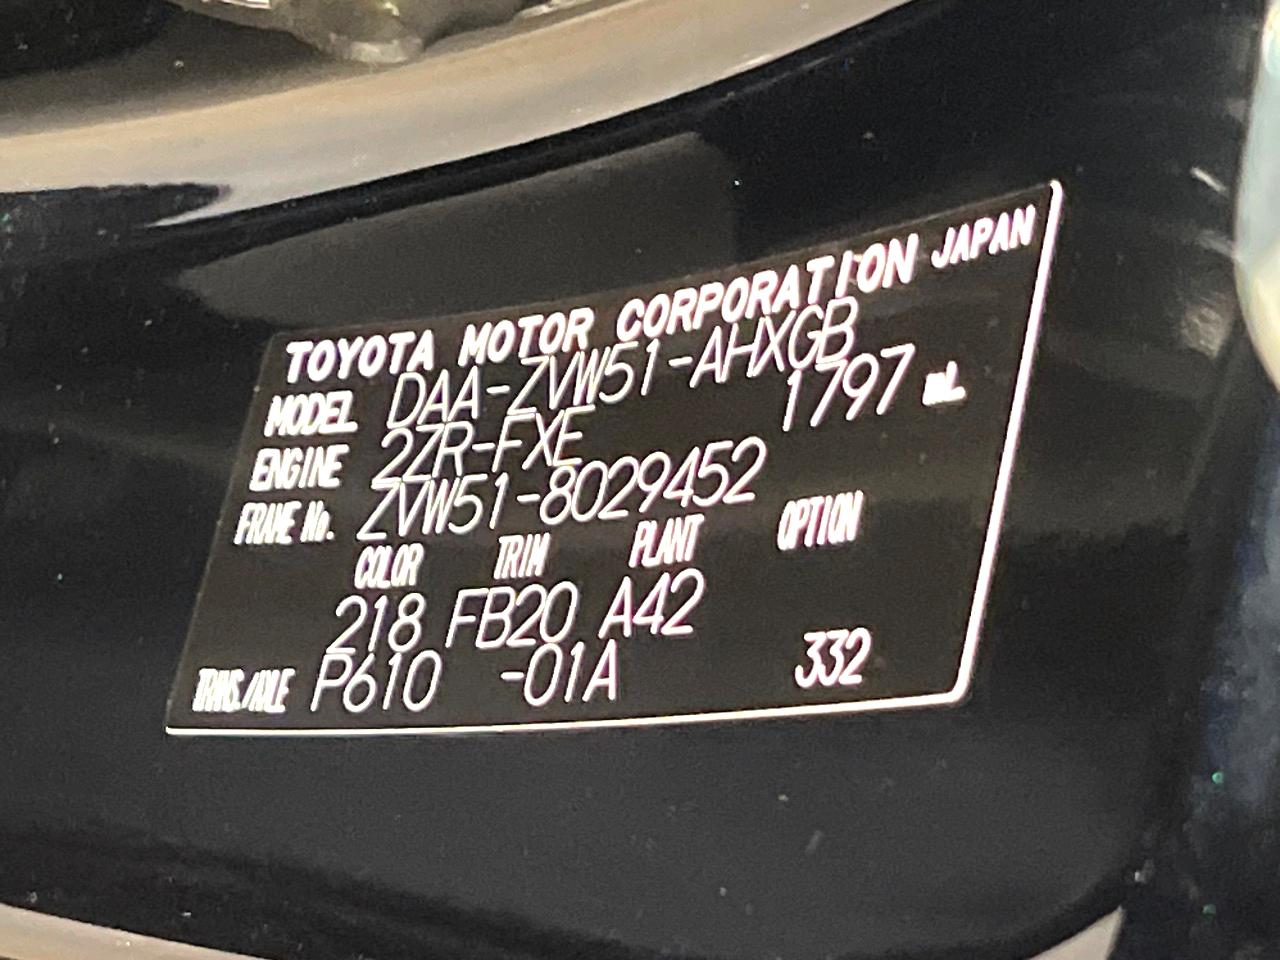 TOYOTA MOTOR CORPORATION JAPAN
MODEL DAA-ZVW51-AHXGB
ENGINE 2ZR-FXE 1797 mL
FRAME No. ZVW51-8029452
COLOR TRIM PLANT OPTION
218 FB20 A42
TRANS./AXLE P610 -01A 332